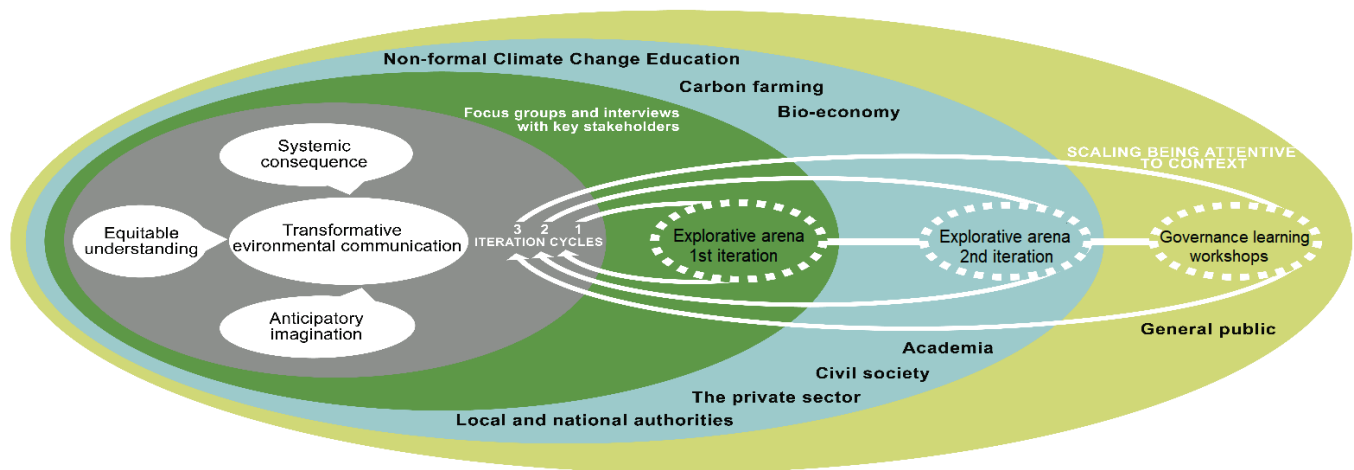 Non-formal Climate Change Education
Carbon farming
Bio-economy
Focus groups and interviews
with key stakeholders
Systemic
consequence
SCALING BEING ATTENTIVE
TO CONTEXT
Equitable
understanding
Transformative
evironmental communication
3 2 1
ITERATION CYCLES
Explorative arena
1st iteration
Explorative arena
2nd iteration
Governance learning
workshops
Anticipatory
imagination
General public
Academia
Civil society
The private sector
Local and national authorities